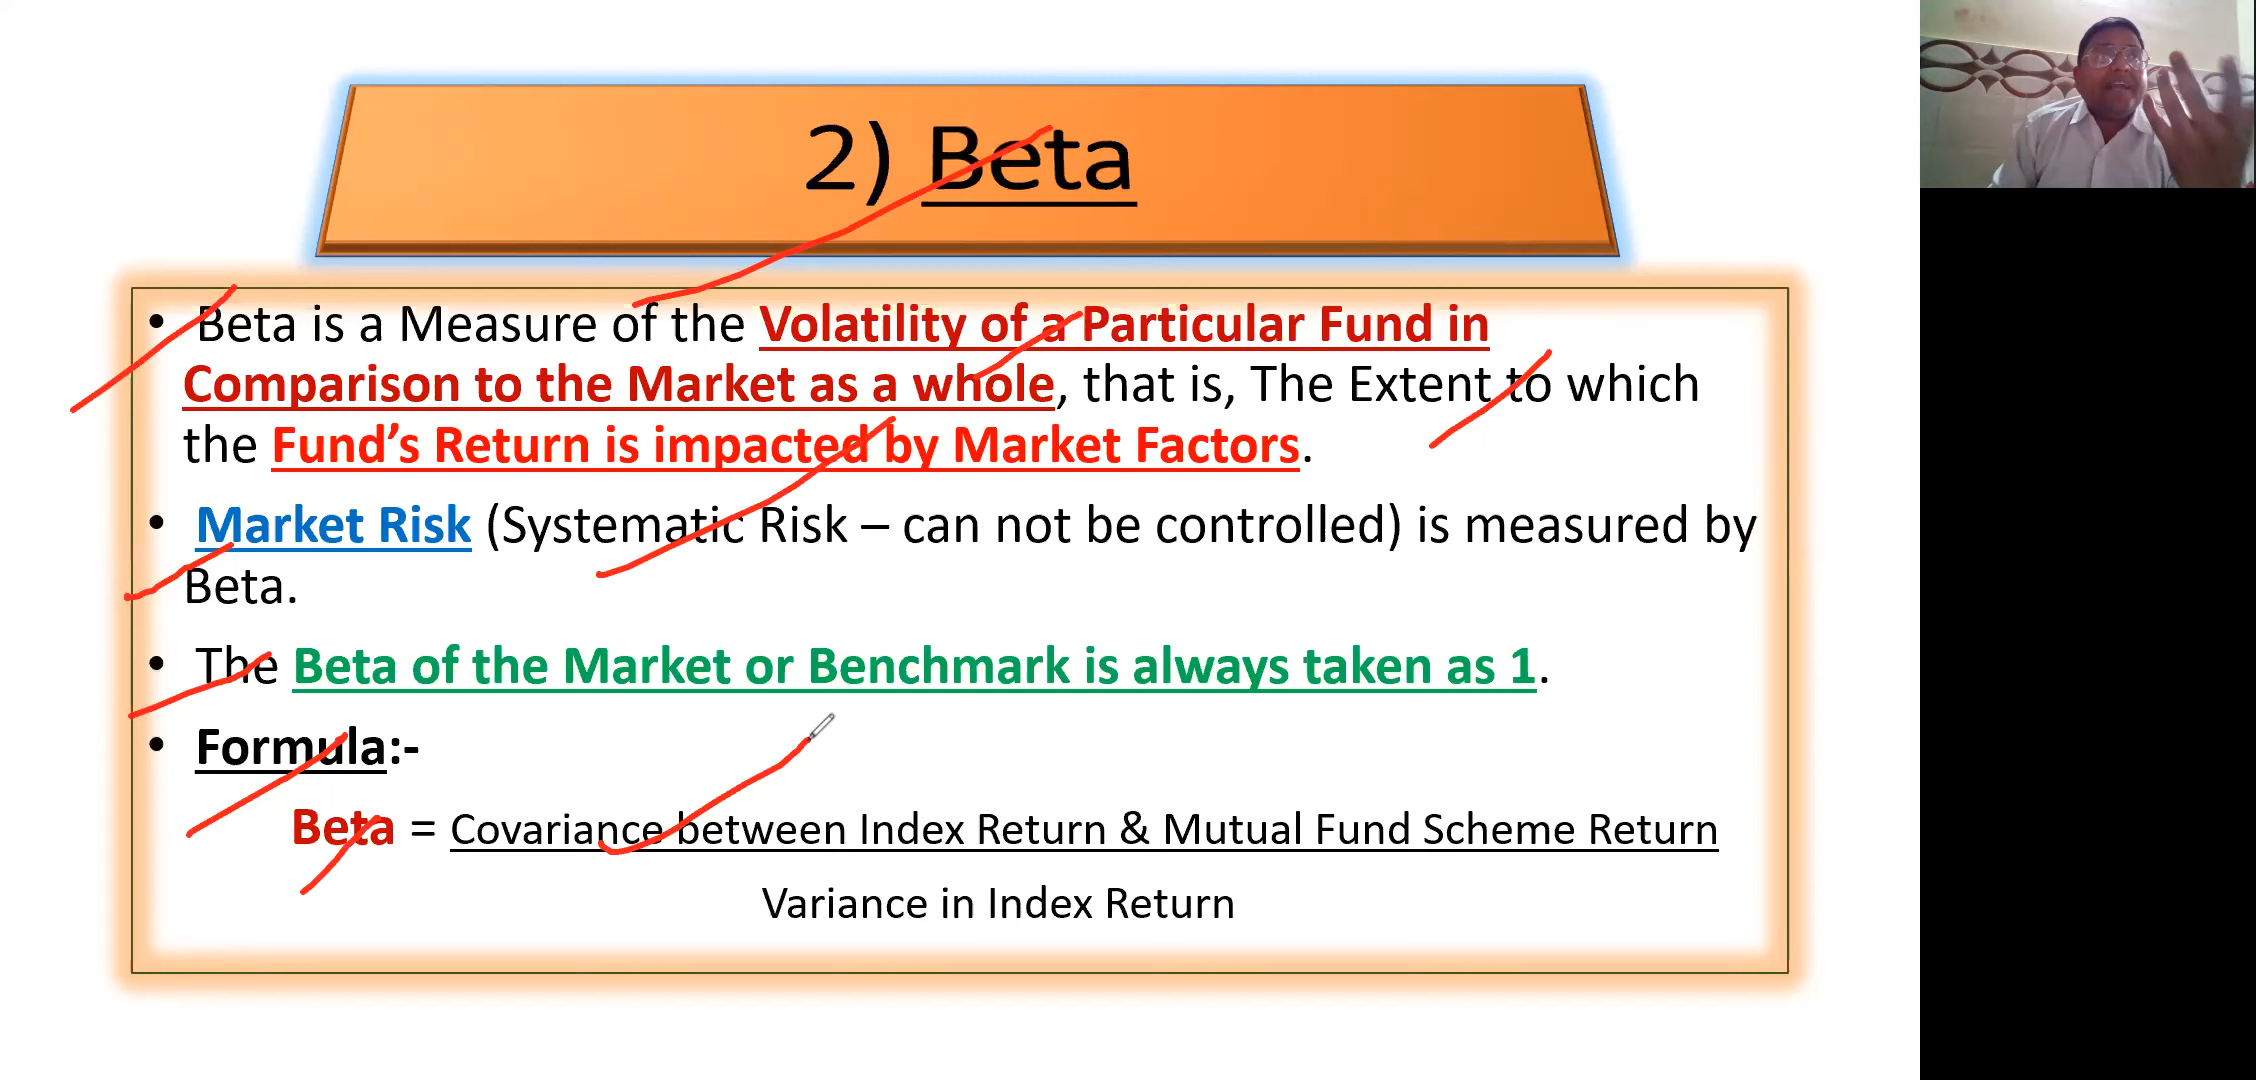 2) Beta
• Beta is a Measure of the Volatility of a Particular Fund in
Comparison to the Market as a whole, that is, The Extent to which
the Fund’s Return is impacted by Market Factors.
• Market Risk (Systematic Risk – can not be controlled) is measured by
Beta.
• The Beta of the Market or Benchmark is always taken as 1.
• Formula:-
Beta = Covariance between Index Return & Mutual Fund Scheme Return
Variance in Index Return